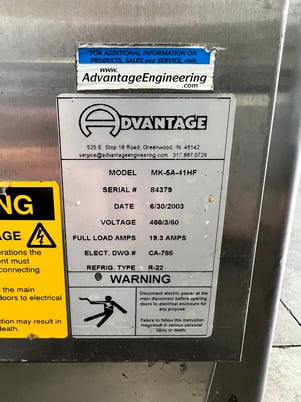 FOR ADDITIONAL INFORMATION ON
PRODUCTS, SALES and SERVICE, visit:
www.
AdvantageEngineering
.com
ADVANTAGE
525 E. Stop 18 Road, Greenwood, IN 46142
service@advantageengineering.com 317.887.0729
MODEL MK-5A-41HF
SERIAL # 84379
DATE 6/30/2003
VOLTAGE 460/3/60
FULL LOAD AMPS 19.3 AMPS
ELECT. DWG # CA-785
REFRIG. TYPE R-22
WARNING
Disconnect electric power at the
main disconnect before opening
doors to electrical enclosure for
any purpose.
Failure to follow this instruction
may result in serious personal
injury or death.
NG
AGE
ations of the
ent must
connecting
t the main
doors to electrical
ction may result in
death.